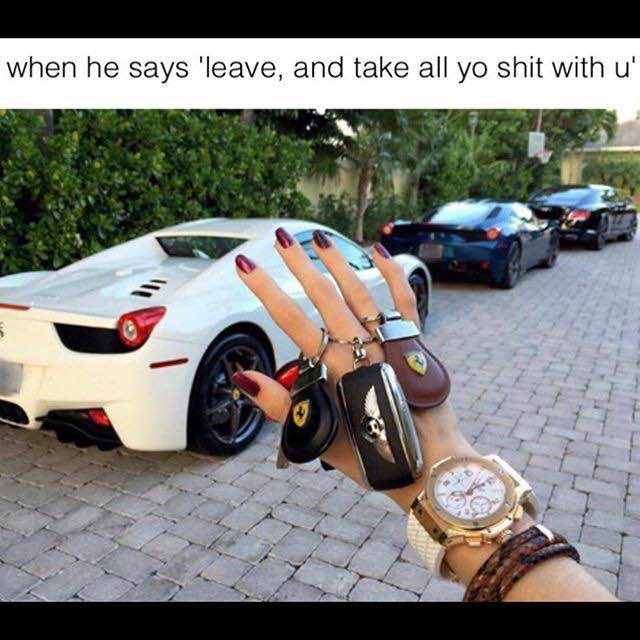 when he says 'leave, and take all yo shit with u'